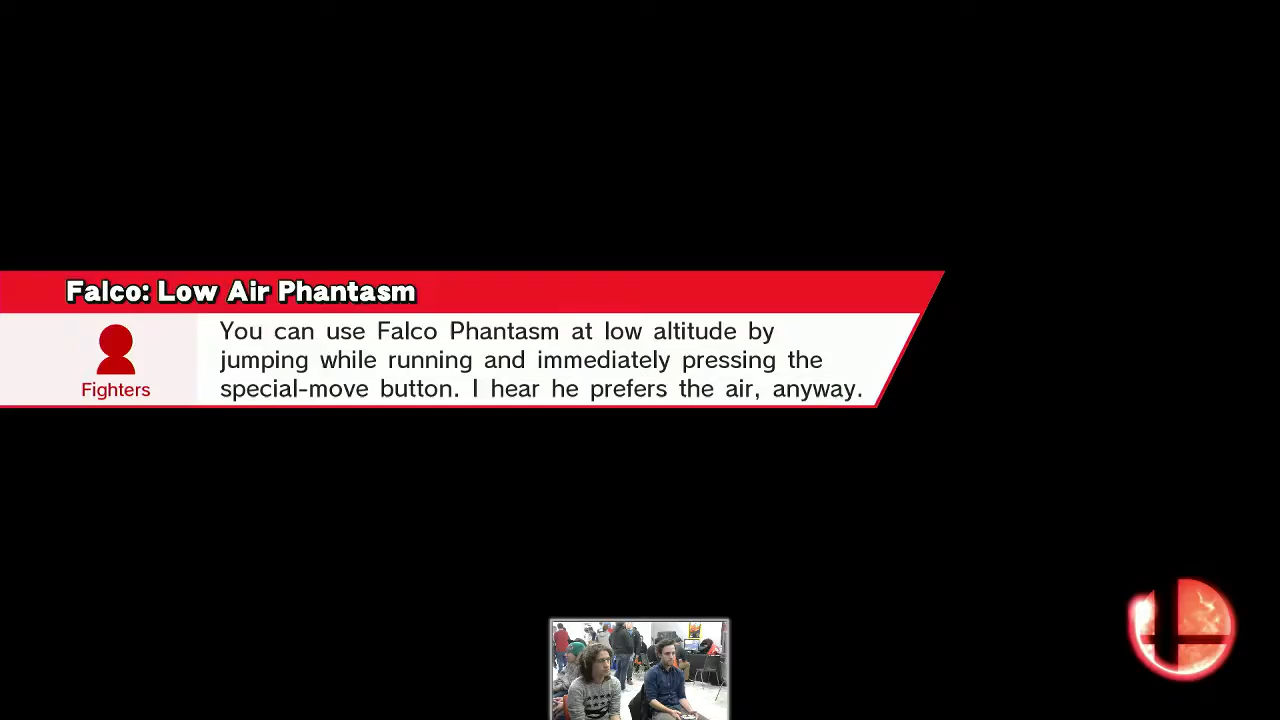 Falco: Low Air Phantasm
You can use Falco Phantasm at low altitude by
jumping while running and immediately pressing the
special-move button. I hear he prefers the air, anyway.
Fighters